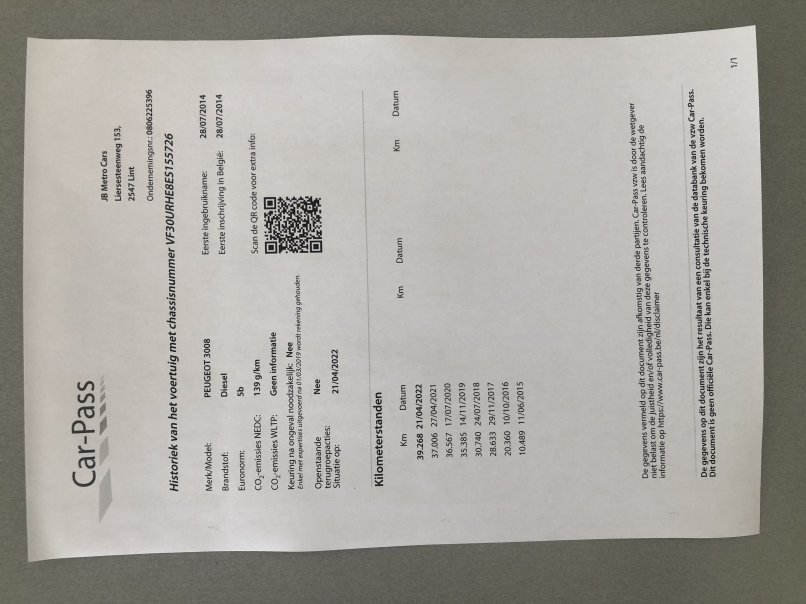 Car-Pass
JB Metro Cars
Liersesteenweg 153,
2547 Lint
Ondernemingsnr.: 0806225396
Historiek van het voertuig met chassisnummer VF30URHE8ES155726
Merk/Model: PEUGEOT 3008
Brandstof: Diesel
Euronorm: 5b
CO₂-emissies NEDC: 139 g/km
CO₂-emissies WLTP: Geen informatie
Keuring na ongeval noodzakelijk: Nee
Enkel met expertises uitgevoerd na 01/03/2019 wordt rekening gehouden.
Openstaande terugroepacties: Nee
Situatie op: 21/04/2022
Eerste ingebruikname: 28/07/2014
Eerste inschrijving in België: 28/07/2014
Scan de QR code voor extra info:
Kilometerstanden
Km Datum Km Datum Km Datum
39.268 21/04/2022
37.006 27/04/2021
36.567 17/07/2020
35.385 14/11/2019
30.740 24/07/2018
28.633 29/11/2017
20.360 10/10/2016
10.489 11/06/2015
De gegevens vermeld op dit document zijn afkomstig van derde partijen. Car-Pass vzw is door de wetgever
niet belast om de juistheid en/of volledigheid van deze gegevens te controleren. Lees aandachtig de
informatie op https://www.car-pass.be/nl/disclaimer
De gegevens op dit document zijn het resultaat van een consultatie van de databank van de vzw Car-Pass.
Dit document is geen officiële Car-Pass. Die kan enkel bij de technische keuring bekomen worden.
1/1